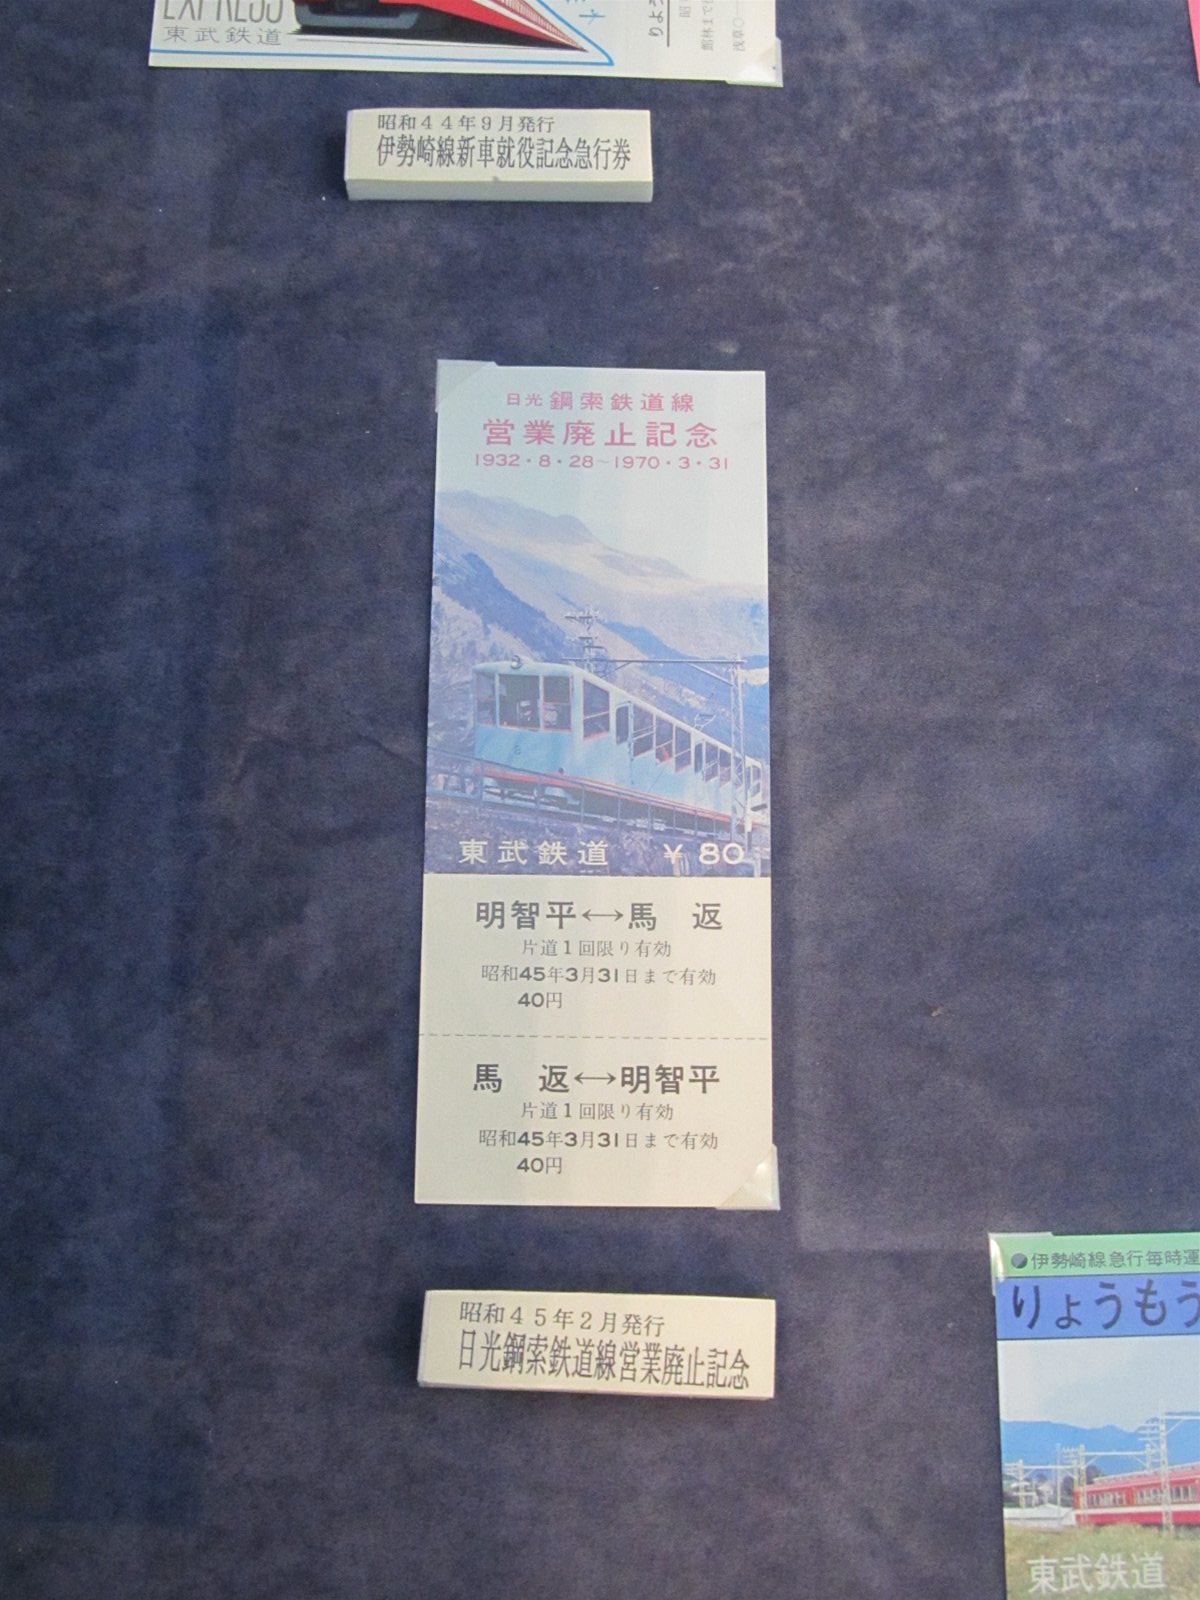 EXPRESS
東武鉄道
昭和44年9月発行
伊勢崎線新車就役記念急行券
日光 鋼索鉄道線
営業廃止記念
1932・8・28~1970・3・31
東武鉄道 ¥80
明智平↔馬 返
片道1回限り有効
昭和45年3月31日まで有効
40円
馬 返↔明智平
片道1回限り有効
昭和45年3月31日まで有効
40円
昭和45年2月発行
日光鋼索鉄道線営業廃止記念
●伊勢崎線急行毎時運
りょうもう
東武鉄道